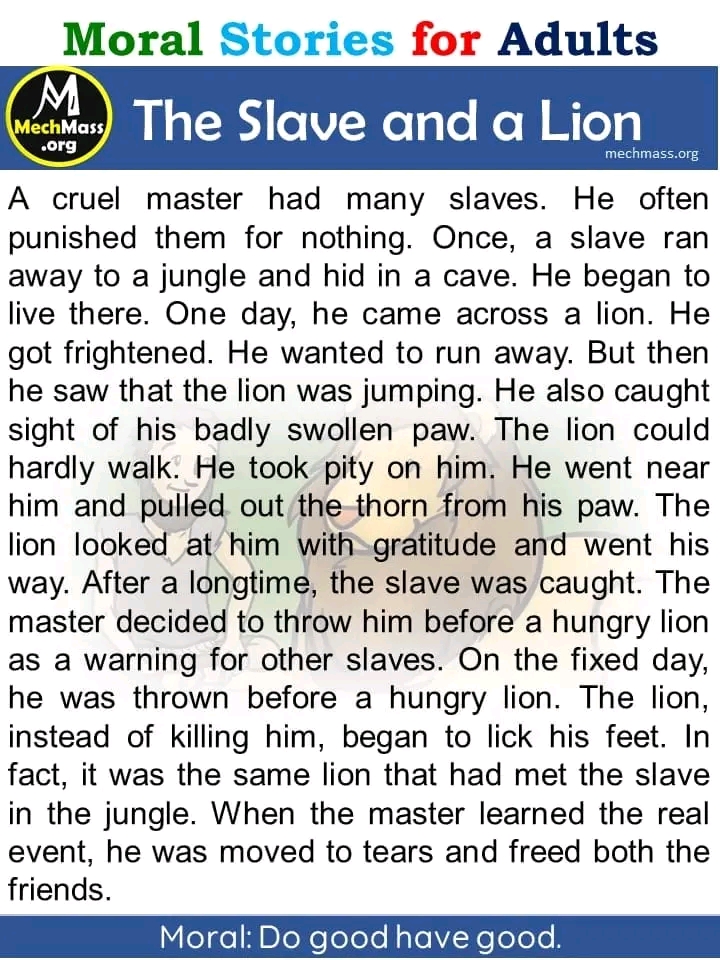 Moral Stories for Adults
M
MechMass
.org
The Slave and a Lion
mechmass.org
A cruel master had many slaves. He often
punished them for nothing. Once, a slave ran
away to a jungle and hid in a cave. He began to
live there. One day, he came across a lion. He
got frightened. He wanted to run away. But then
he saw that the lion was jumping. He also caught
sight of his badly swollen paw. The lion could
hardly walk. He took pity on him. He went near
him and pulled out the thorn from his paw. The
lion looked at him with gratitude and went his
way. After a longtime, the slave was caught. The
master decided to throw him before a hungry lion
as a warning for other slaves. On the fixed day,
he was thrown before a hungry lion. The lion,
instead of killing him, began to lick his feet. In
fact, it was the same lion that had met the slave
in the jungle. When the master learned the real
event, he was moved to tears and freed both the
friends.
Moral: Do good have good.